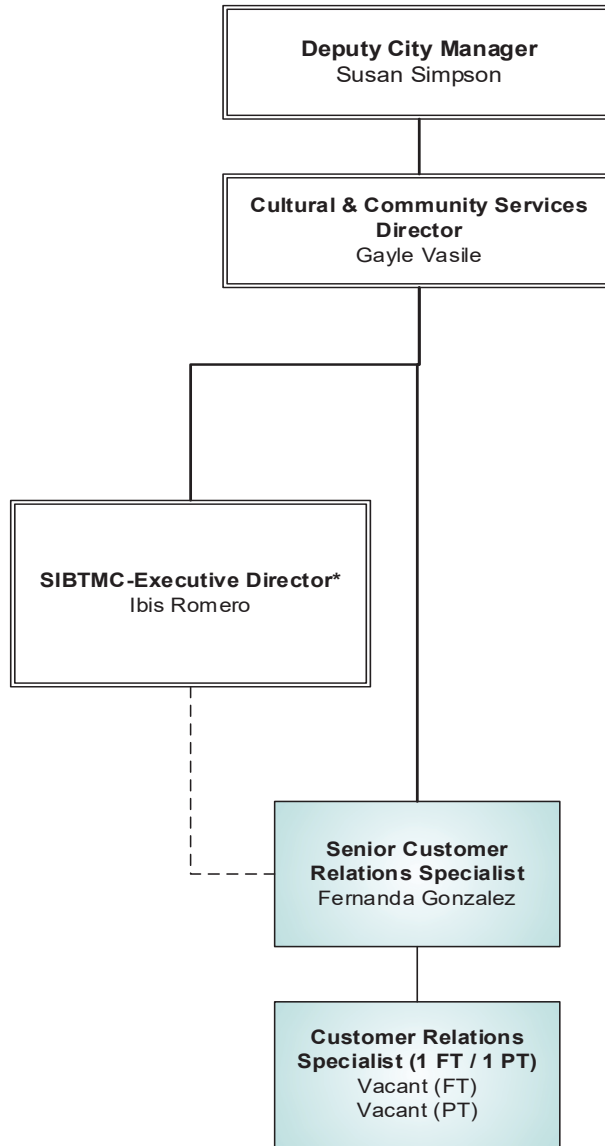 Deputy City Manager
Susan Simpson
Cultural & Community Services
Director
Gayle Vasile
SIBTMC-Executive Director*
Ibis Romero
Senior Customer
Relations Specialist
Fernanda Gonzalez
Customer Relations
Specialist (1 FT / 1 PT)
Vacant (FT)
Vacant (PT)